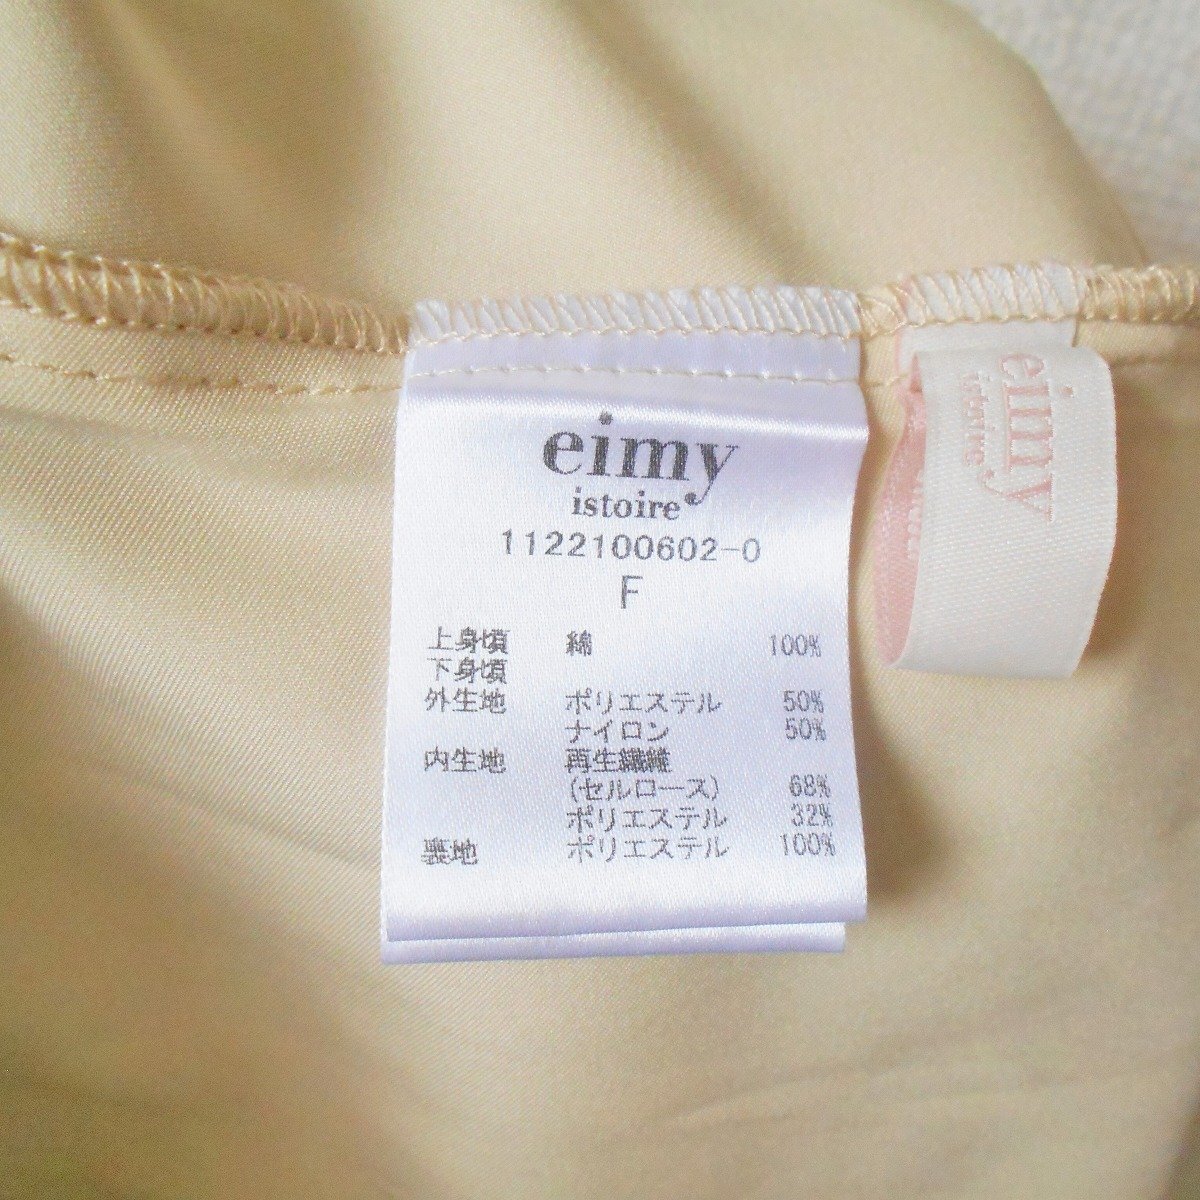 eimy
istoire
1122100602-0
F
上身頃 綿 100%
下身頃
外生地 ポリエステル 50%
ナイロン 50%
内生地 再生繊維
(セルロース) 68%
ポリエステル 32%
裏地 ポリエステル 100%
eimy
istoire